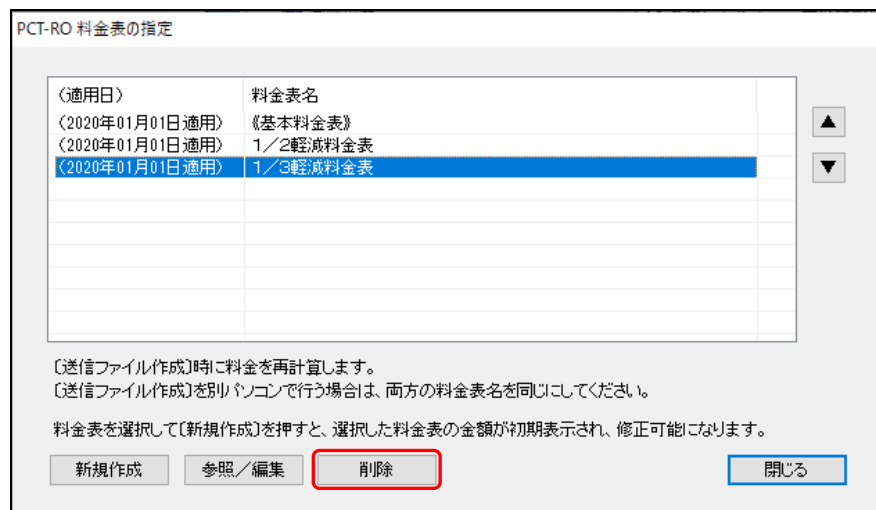 PCT-RO 料金表の指定
（適用日） 料金表名
（2020年01月01日適用） 《基本料金表》
（2020年01月01日適用） 1／2軽減料金表
（2020年01月01日適用） 1／3軽減料金表
▲
▼
〔送信ファイル作成〕時に料金を再計算します。
〔送信ファイル作成〕を別パソコンで行う場合は、両方の料金表名を同じにしてください。
料金表を選択して〔新規作成〕を押すと、選択した料金表の金額が初期表示され、修正可能になります。
新規作成 参照／編集 削除 閉じる